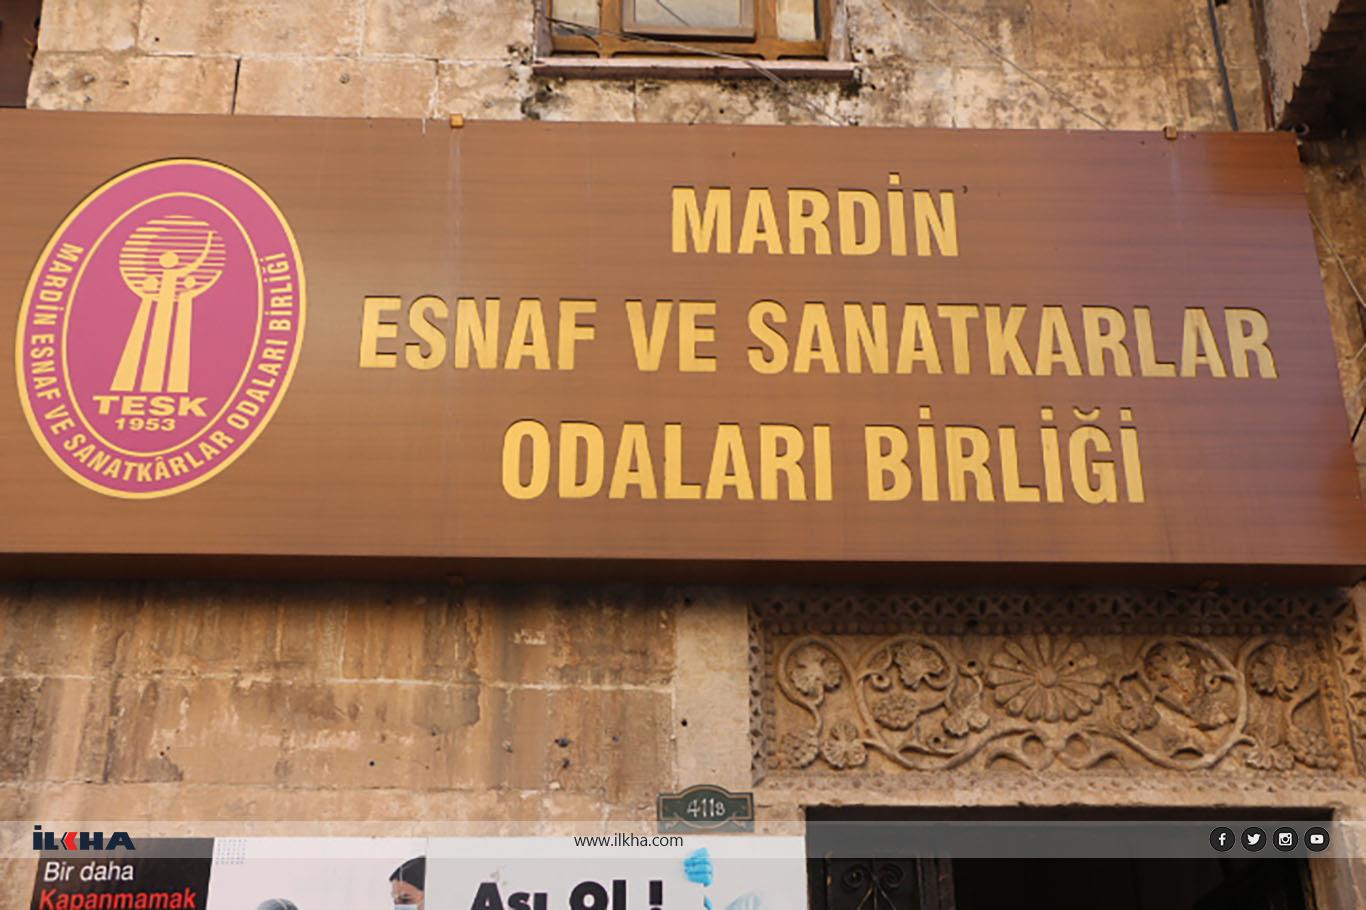 MARDİN
ESNAF VE SANATKARLAR
ODALARI BİRLİĞİ
MARDİN ESNAF VE SANATKÂRLAR ODALARI BİRLİĞİ
TESK
1953
411B
İLKHA
www.ilkha.com
Bir daha
Kapanmamak
Aşı Ol !